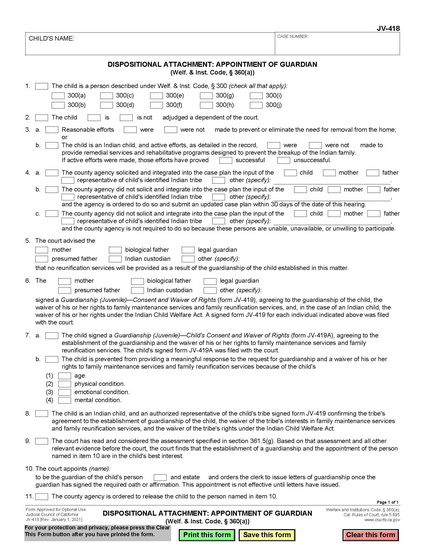 JV-418
CHILD'S NAME:
CASE NUMBER:
DISPOSITIONAL ATTACHMENT: APPOINTMENT OF GUARDIAN
(Welf. & Inst. Code, § 360(a))
1. The child is a person described under Welf. & Inst. Code, § 300 (check all that apply):
300(a) 300(c) 300(e) 300(g) 300(i)
300(b) 300(d) 300(f) 300(h) 300(j)
2. The child is is not adjudged a dependent of the court.
3. a. Reasonable efforts were were not made to prevent or eliminate the need for removal from the home;
or
b. The child is an Indian child, and active efforts, as detailed in the record, were were not made to
provide remedial services and rehabilitative programs designed to prevent the breakup of the Indian family.
If active efforts were made, those efforts have proved successful unsuccessful.
4. a. The county agency solicited and integrated into the case plan the input of the child mother father
representative of child's identified Indian tribe other (specify):
b. The county agency did not solicit and integrate into the case plan the input of the child mother father
representative of child's identified Indian tribe other (specify): ,
and the agency is ordered to do so and submit an updated case plan within 30 days of the date of this hearing.
c. The county agency did not solicit and integrate into the case plan the input of the child mother father
representative of child's identified Indian tribe other (specify): ,
and the county agency is not required to do so because these persons are unable, unavailable, or unwilling to participate.
5. The court advised the
mother biological father legal guardian
presumed father Indian custodian other (specify):
that no reunification services will be provided as a result of the guardianship of the child established in this matter.
6. The mother biological father legal guardian
presumed father Indian custodian other (specify):
signed a Guardianship (Juvenile)—Consent and Waiver of Rights (form JV-419), agreeing to the guardianship of the child, the
waiver of his or her rights to family maintenance services and family reunification services, and, in the case of an Indian child, the
waiver of his or her rights under the Indian Child Welfare Act. A signed form JV-419 for each individual indicated above was filed
with the court.
7. a. The child signed a Guardianship (Juvenile)—Child's Consent and Waiver of Rights (form JV-419A), agreeing to the
establishment of the guardianship and the waiver of his or her rights to family maintenance services and family
reunification services. The child's signed form JV-419A was filed with the court.
b. The child is prevented from providing a meaningful response to the request for guardianship and a waiver of his or her
rights to family maintenance services and family reunification services because of the child's
(1) age.
(2) physical condition.
(3) emotional condition.
(4) mental condition.
8. The child is an Indian child, and an authorized representative of the child's tribe signed form JV-419 confirming the tribe's
agreement to the establishment of guardianship of the child, the waiver of the tribe's interests in family maintenance services
and family reunification services, and the waiver of the tribe's rights under the Indian Child Welfare Act.
9. The court has read and considered the assessment specified in section 361.5(g). Based on that assessment and all other
relevant evidence before the court, the court finds that the establishment of a guardianship and the appointment of the person
named in item 10 are in the child's best interest.
10. The court appoints (name):
to be the guardian of the child's person and estate and orders the clerk to issue letters of guardianship once the
guardian has signed the required oath or affirmation. This appointment is not effective until letters have issued.
11. The county agency is ordered to release the child to the person named in item 10.
Page 1 of 1
Form Approved for Optional Use
Judicial Council of California
JV-418 [Rev. January 1, 2021]
DISPOSITIONAL ATTACHMENT: APPOINTMENT OF GUARDIAN
(Welf. & Inst. Code, § 360(a))
Welfare and Institutions Code, § 360(a);
Cal. Rules of Court, rule 5.695
www.courts.ca.gov
For your protection and privacy, please press the Clear
This Form button after you have printed the form.
Print this form
Save this form
Clear this form